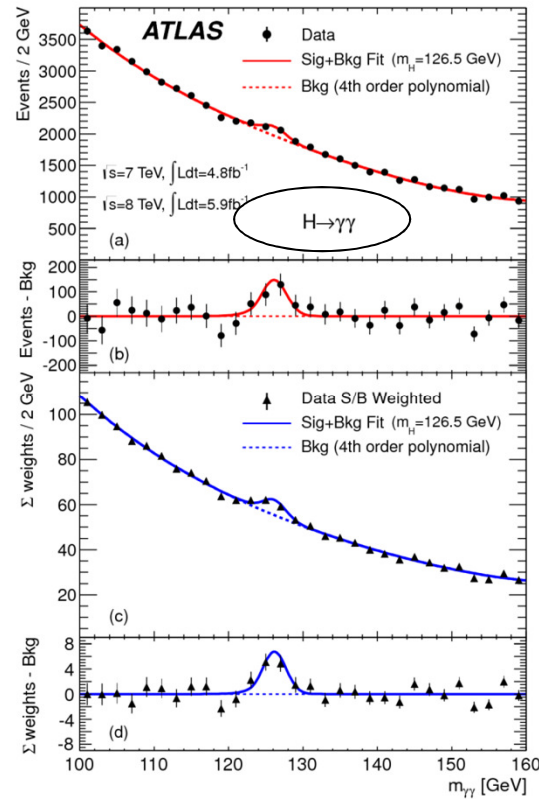 ATLAS
Data
Sig+Bkg Fit (m_H=126.5 GeV)
Bkg (4th order polynomial)
Events / 2 GeV
3500
3000
2500
2000
1500
1000
500
√s=7 TeV, ∫Ldt=4.8fb⁻¹
√s=8 TeV, ∫Ldt=5.9fb⁻¹
H→γγ
(a)
Events - Bkg
200
100
0
-100
-200
(b)
Data S/B Weighted
Sig+Bkg Fit (m_H=126.5 GeV)
Bkg (4th order polynomial)
Σ weights / 2 GeV
100
80
60
40
20
(c)
Σ weights - Bkg
8
4
0
-4
-8
(d)
100 110 120 130 140 150 160
m_γγ [GeV]